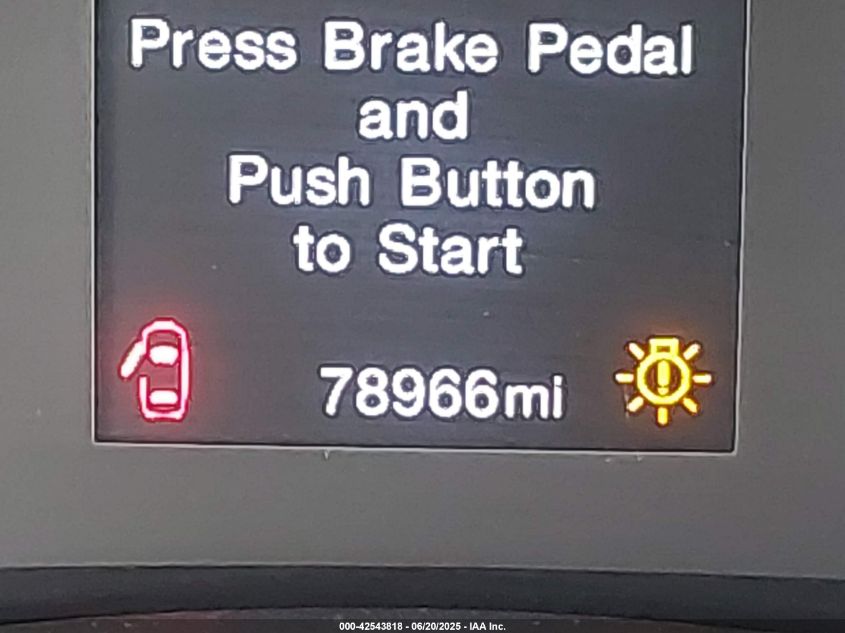 Press Brake Pedal
and
Push Button
to Start
78966mi
000-42543818 - 06/20/2025 - IAA Inc.